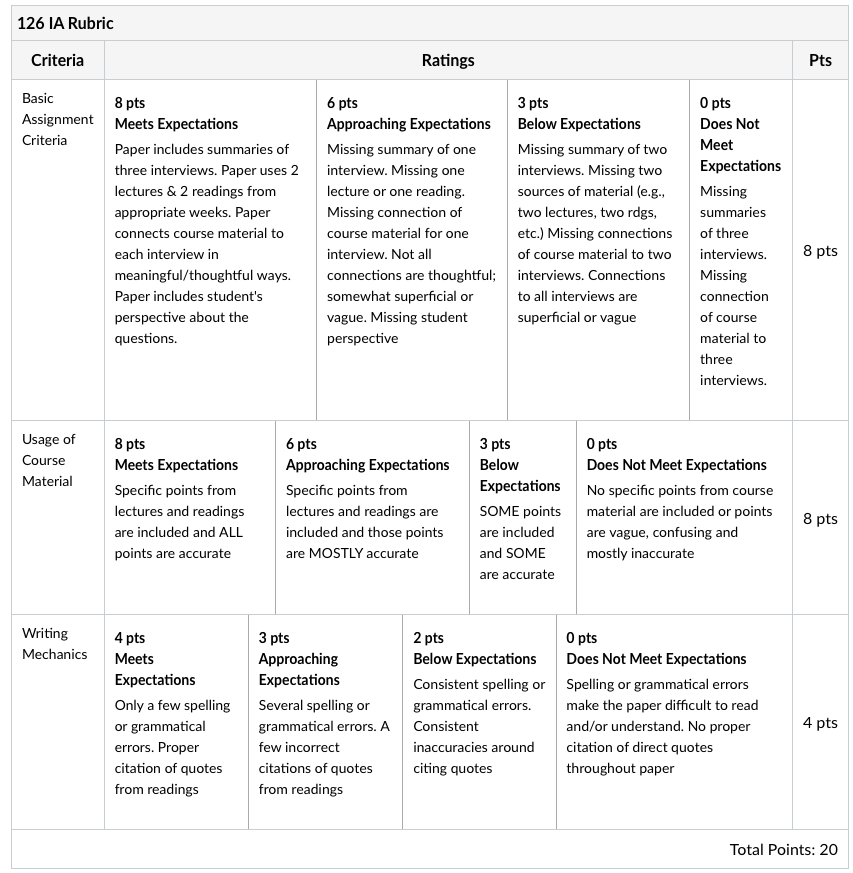 126 IA Rubric
Criteria
Ratings
Pts
Basic
Assignment
Criteria
8 pts
Meets Expectations
Paper includes summaries of
three interviews. Paper uses 2
lectures & 2 readings from
appropriate weeks. Paper
connects course material to
each interview in
meaningful/thoughtful ways.
Paper includes student's
perspective about the
questions.
6 pts
Approaching Expectations
Missing summary of one
interview. Missing one
lecture or one reading.
Missing connection of
course material for one
interview. Not all
connections are thoughtful;
somewhat superficial or
vague. Missing student
perspective
3 pts
Below Expectations
Missing summary of two
interviews. Missing two
sources of material (e.g.,
two lectures, two rdgs,
etc.) Missing connections
of course material to two
interviews. Connections
to all interviews are
superficial or vague
0 pts
Does Not
Meet
Expectations
Missing
summaries
of three
interviews.
Missing
connection
of course
material to
three
interviews.
8 pts
Usage of
Course
Material
8 pts
Meets Expectations
Specific points from
lectures and readings
are included and ALL
points are accurate
6 pts
Approaching Expectations
Specific points from
lectures and readings are
included and those points
are MOSTLY accurate
3 pts
Below
Expectations
SOME points
are included
and SOME
are accurate
0 pts
Does Not Meet Expectations
No specific points from course
material are included or points
are vague, confusing and
mostly inaccurate
8 pts
Writing
Mechanics
4 pts
Meets
Expectations
Only a few spelling
or grammatical
errors. Proper
citation of quotes
from readings
3 pts
Approaching
Expectations
Several spelling or
grammatical errors. A
few incorrect
citations of quotes
from readings
2 pts
Below Expectations
Consistent spelling or
grammatical errors.
Consistent
inaccuracies around
citing quotes
0 pts
Does Not Meet Expectations
Spelling or grammatical errors
make the paper difficult to read
and/or understand. No proper
citation of direct quotes
throughout paper
4 pts
Total Points: 20